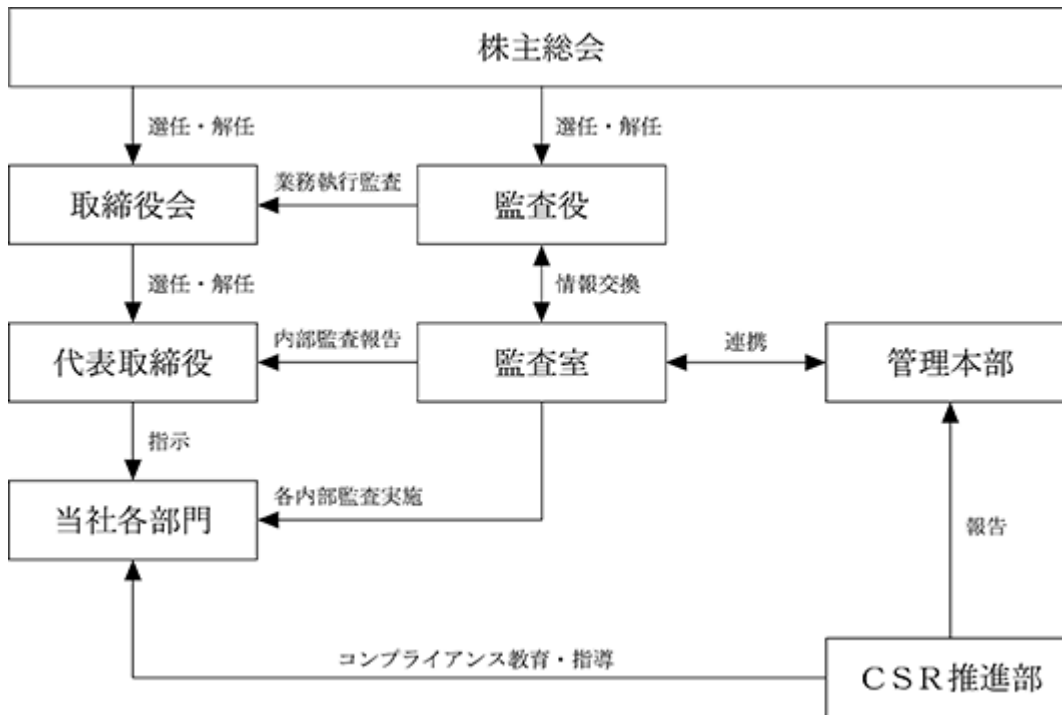 株主総会
選任・解任
選任・解任
取締役会
業務執行監査
監査役
選任・解任
情報交換
代表取締役
内部監査報告
監査室
連携
管理本部
指示
当社各部門
各内部監査実施
報告
コンプライアンス教育・指導
ＣＳＲ推進部